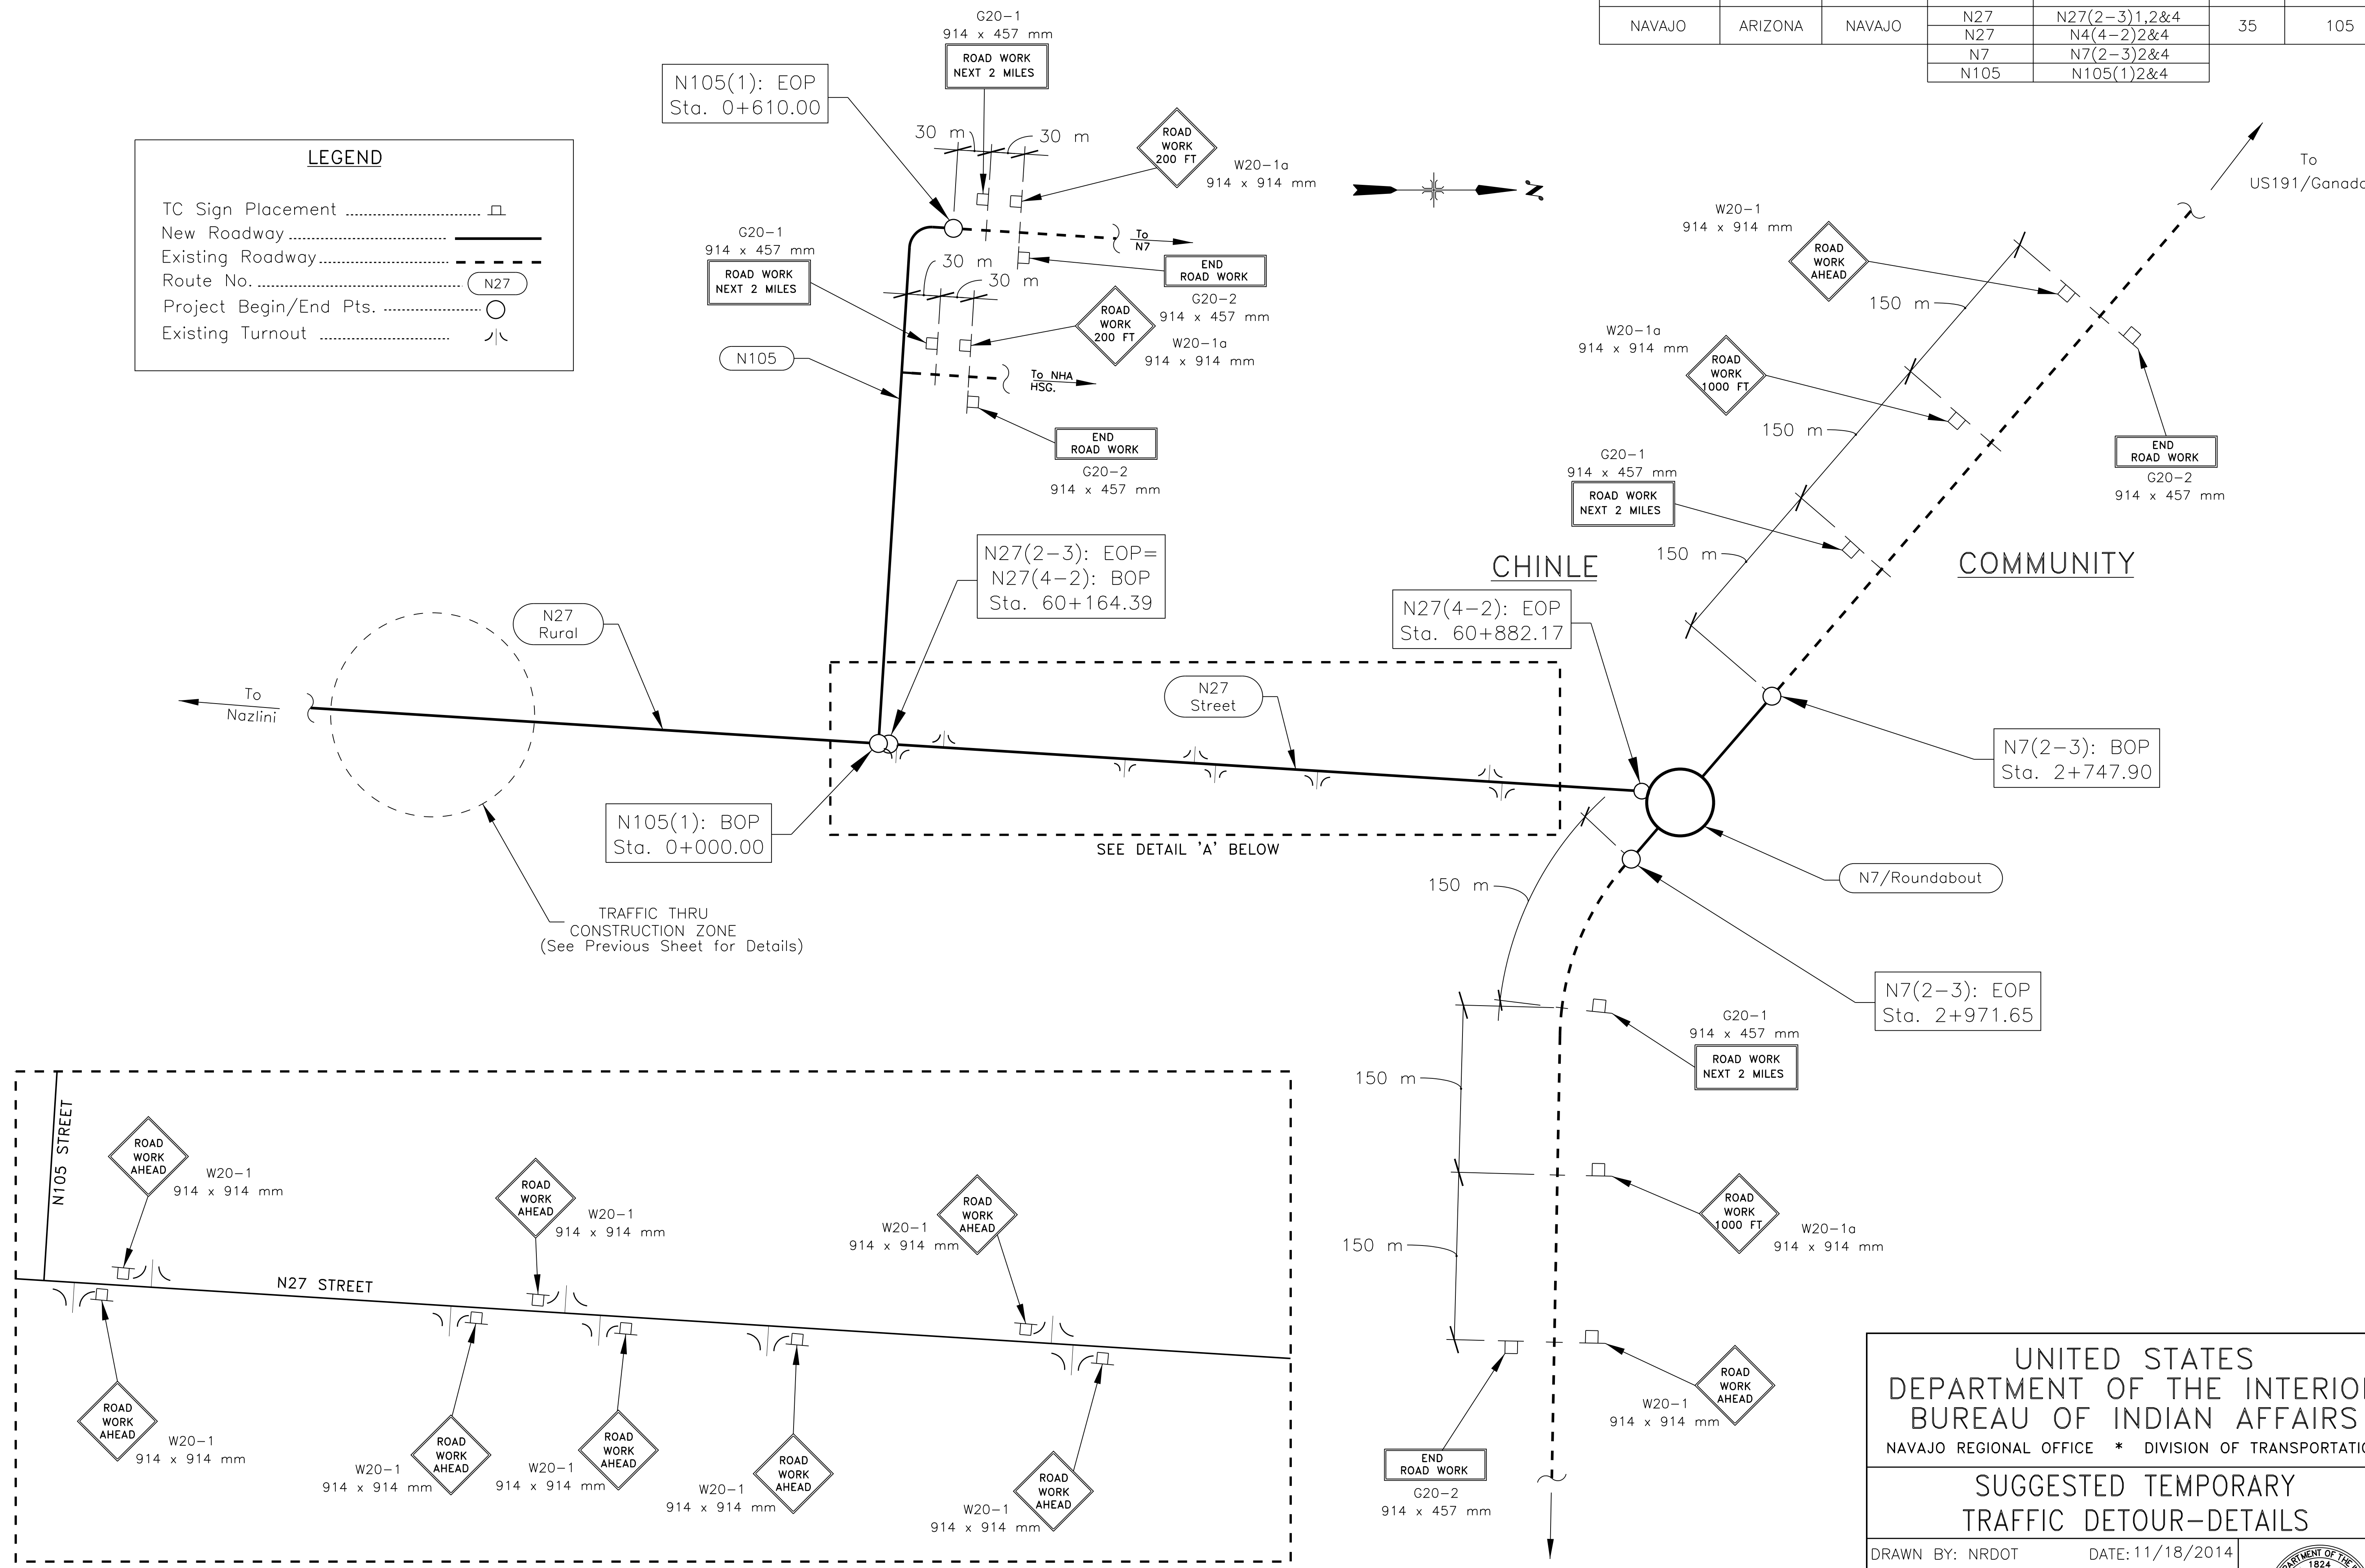 NAVAJO ARIZONA NAVAJO N27 N27(2-3)1,2&4 35 105
N27 N4(4-2)2&4
N7 N7(2-3)2&4
N105 N105(1)2&4
LEGEND
TC Sign Placement
New Roadway
Existing Roadway
Route No. N27
Project Begin/End Pts.
Existing Turnout
N105(1): EOP
Sta. 0+610.00
G20-1
914 x 457 mm
ROAD WORK
NEXT 2 MILES
30 m
30 m
ROAD
WORK
200 FT
W20-1a
914 x 914 mm
To
N7
END
ROAD WORK
G20-2
914 x 457 mm
G20-1
914 x 457 mm
ROAD WORK
NEXT 2 MILES
30 m
30 m
ROAD
WORK
200 FT
W20-1a
914 x 914 mm
N105
To NHA
HSG.
END
ROAD WORK
G20-2
914 x 457 mm
N
To
US191/Ganado
W20-1
914 x 914 mm
ROAD
WORK
AHEAD
150 m
W20-1a
914 x 914 mm
ROAD
WORK
1000 FT
150 m
END
ROAD WORK
G20-2
914 x 457 mm
G20-1
914 x 457 mm
ROAD WORK
NEXT 2 MILES
150 m
CHINLE COMMUNITY
N27(2-3): EOP=
N27(4-2): BOP
Sta. 60+164.39
N27(4-2): EOP
Sta. 60+882.17
N27
Rural
To
Nazlini
N27
Street
N7(2-3): BOP
Sta. 2+747.90
N105(1): BOP
Sta. 0+000.00
SEE DETAIL 'A' BELOW
N7/Roundabout
TRAFFIC THRU
CONSTRUCTION ZONE
(See Previous Sheet for Details)
150 m
N7(2-3): EOP
Sta. 2+971.65
G20-1
914 x 457 mm
ROAD WORK
NEXT 2 MILES
150 m
ROAD
WORK
1000 FT
W20-1a
914 x 914 mm
150 m
ROAD
WORK
AHEAD
W20-1
914 x 914 mm
END
ROAD WORK
G20-2
914 x 457 mm
N105 STREET
ROAD
WORK
AHEAD
W20-1
914 x 914 mm
ROAD
WORK
AHEAD
W20-1
914 x 914 mm
ROAD
WORK
AHEAD
W20-1
914 x 914 mm
N27 STREET
ROAD
WORK
AHEAD
W20-1
914 x 914 mm
ROAD
WORK
AHEAD
W20-1
914 x 914 mm
ROAD
WORK
AHEAD
W20-1
914 x 914 mm
ROAD
WORK
AHEAD
W20-1
914 x 914 mm
ROAD
WORK
AHEAD
W20-1
914 x 914 mm
UNITED STATES
DEPARTMENT OF THE INTERIOR
BUREAU OF INDIAN AFFAIRS
NAVAJO REGIONAL OFFICE * DIVISION OF TRANSPORTATIO
SUGGESTED TEMPORARY
TRAFFIC DETOUR-DETAILS
DRAWN BY: NRDOT DATE: 11/18/2014
1824